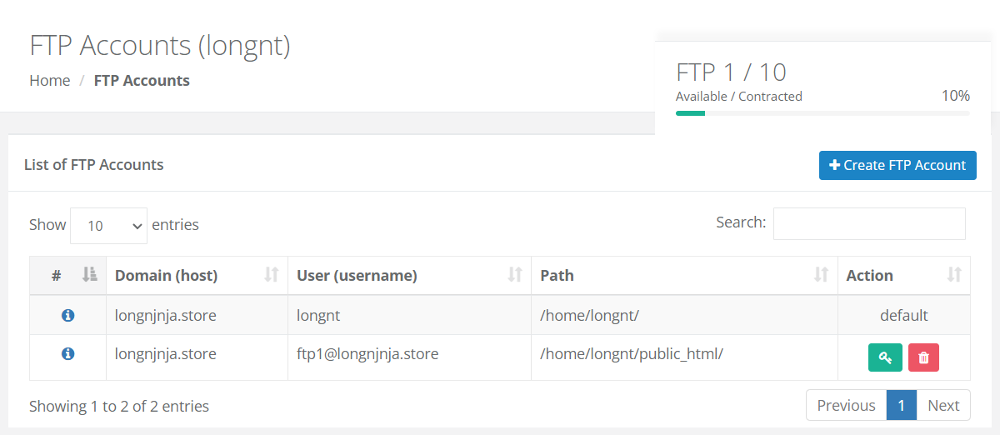 FTP Accounts (longnt)
Home / FTP Accounts
FTP 1 / 10
Available / Contracted 10%
List of FTP Accounts
Create FTP Account
Show 10 entries
Search:
# Domain (host) User (username) Path Action
longnjnja.store longnt /home/longnt/ default
longnjnja.store ftp1@longnjnja.store /home/longnt/public_html/
Showing 1 to 2 of 2 entries
Previous 1 Next